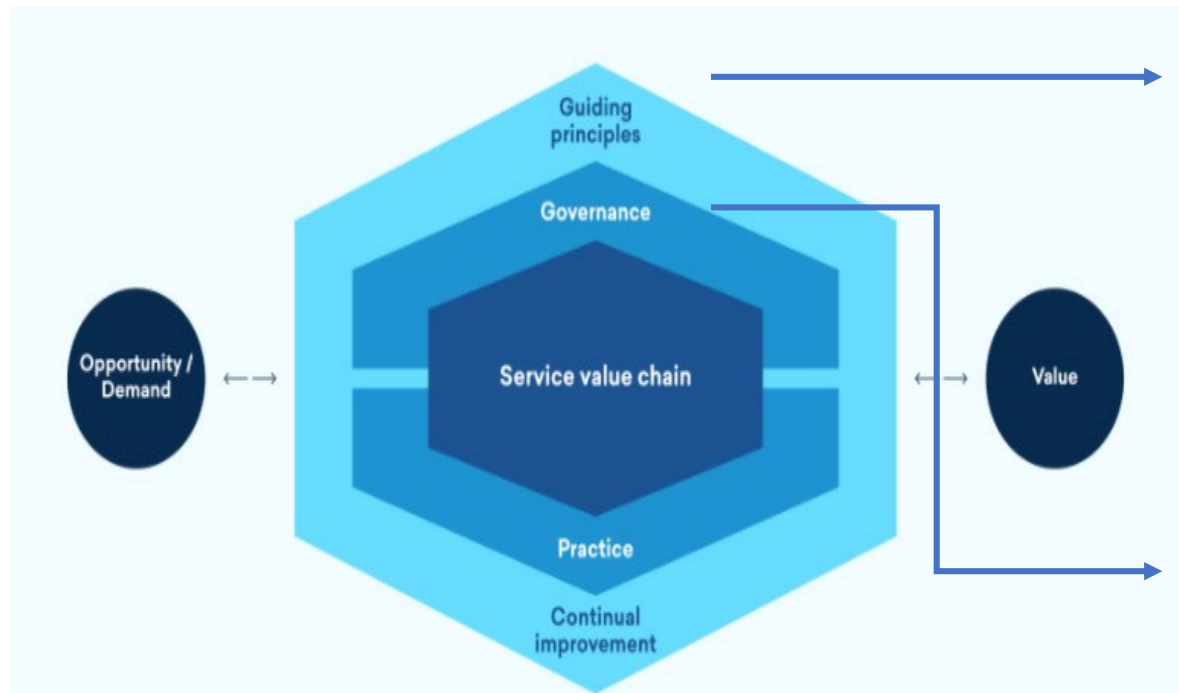 Guiding
principles
Governance
Opportunity /
Demand
Service value chain
Value
Practice
Continual
improvement